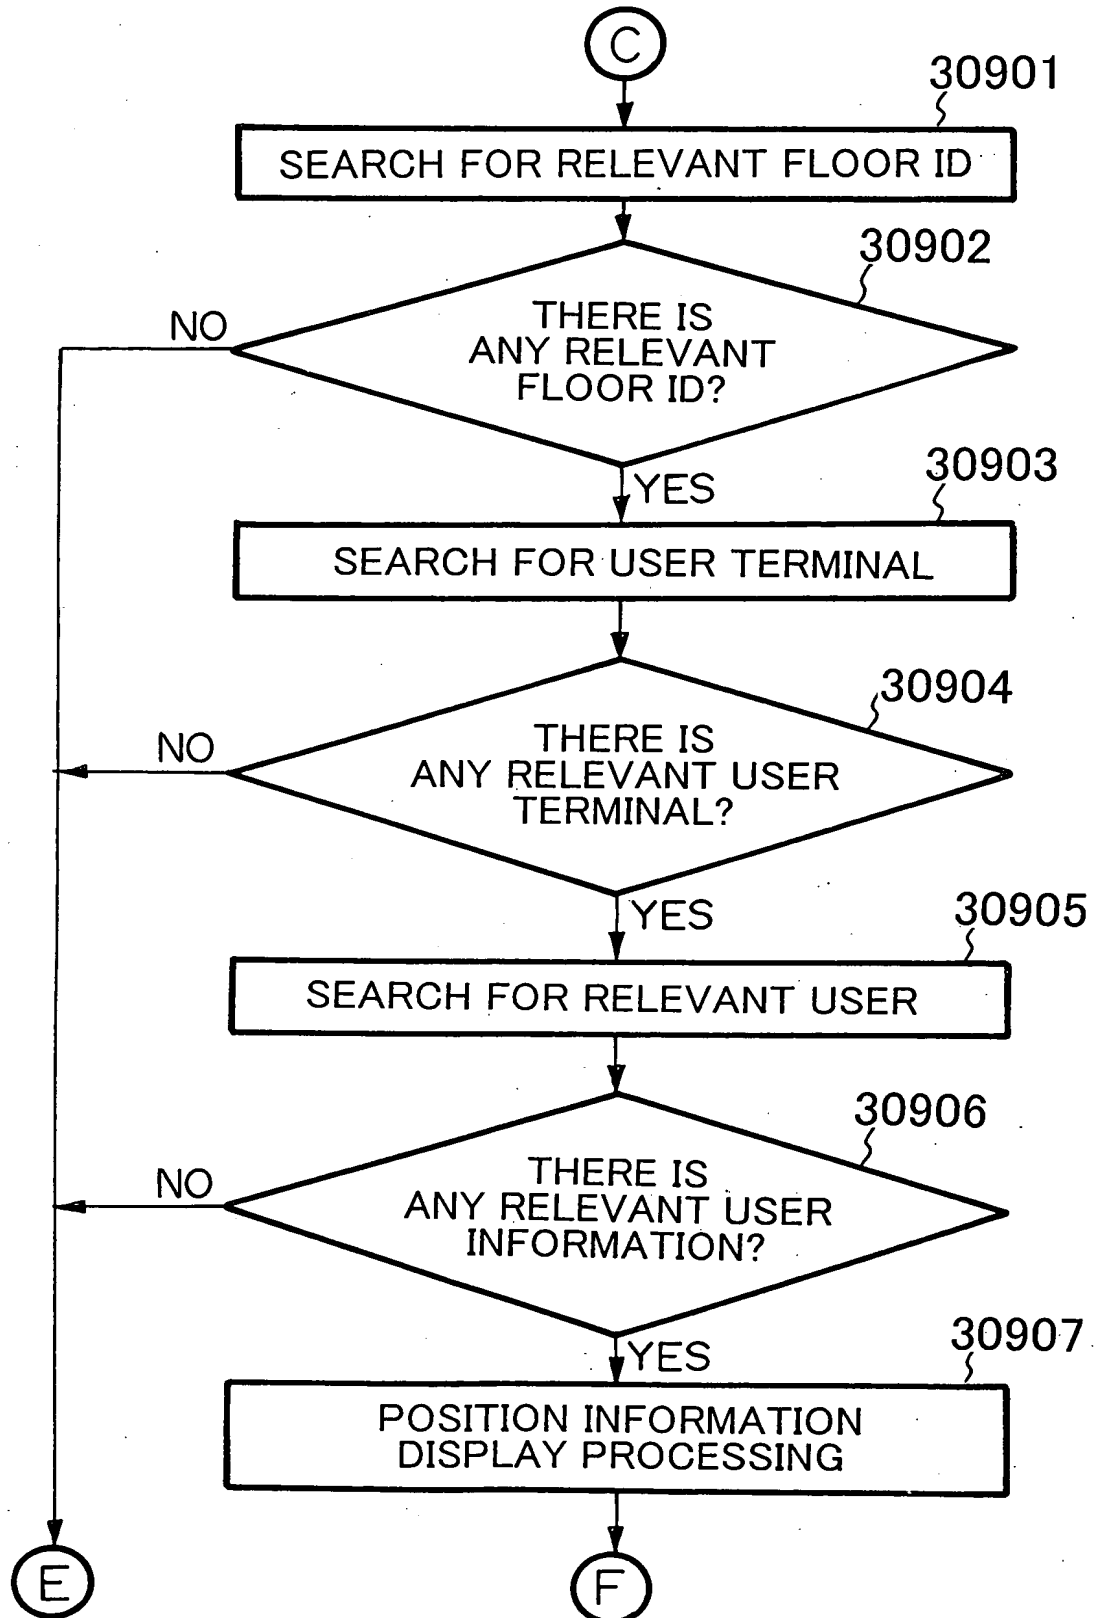 C
30901
SEARCH FOR RELEVANT FLOOR ID
30902
NO
THERE IS
ANY RELEVANT
FLOOR ID?
YES
30903
SEARCH FOR USER TERMINAL
30904
NO
THERE IS
ANY RELEVANT USER
TERMINAL?
YES
30905
SEARCH FOR RELEVANT USER
30906
NO
THERE IS
ANY RELEVANT USER
INFORMATION?
YES
30907
POSITION INFORMATION
DISPLAY PROCESSING
E
F